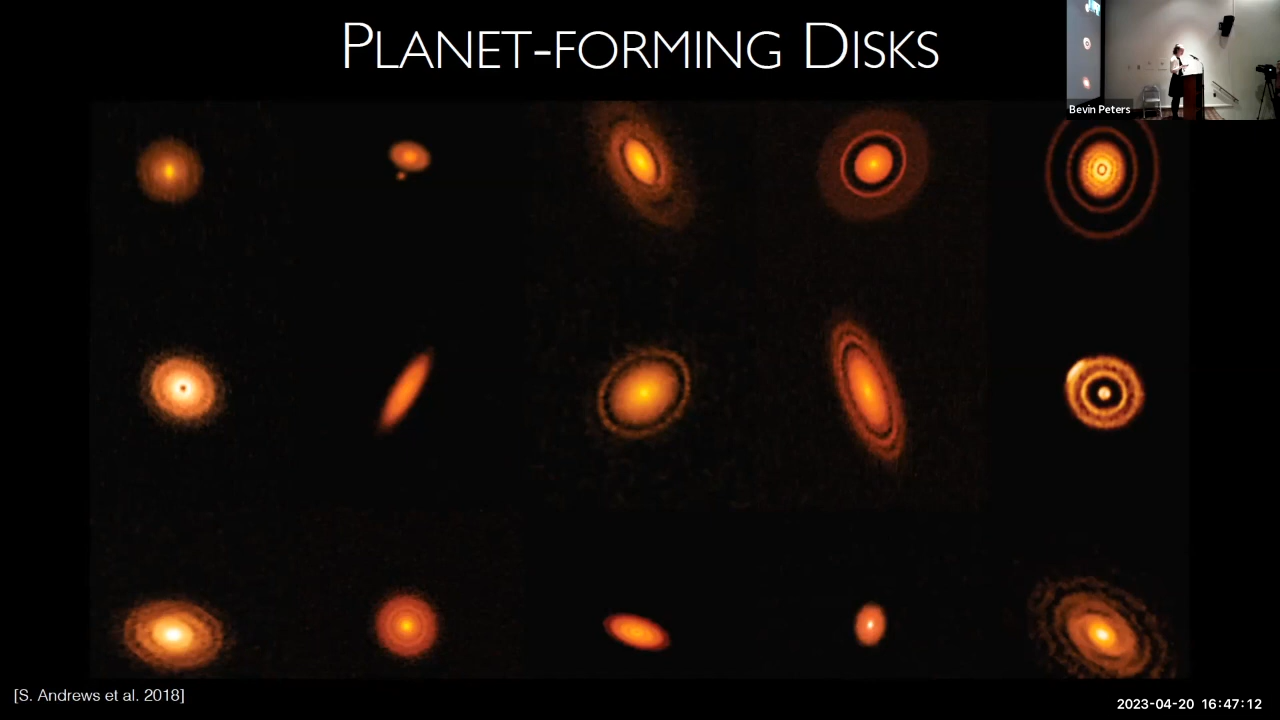 PLANET-FORMING DISKS
Bevin Peters
[S. Andrews et al. 2018]
2023-04-20 16:47:12